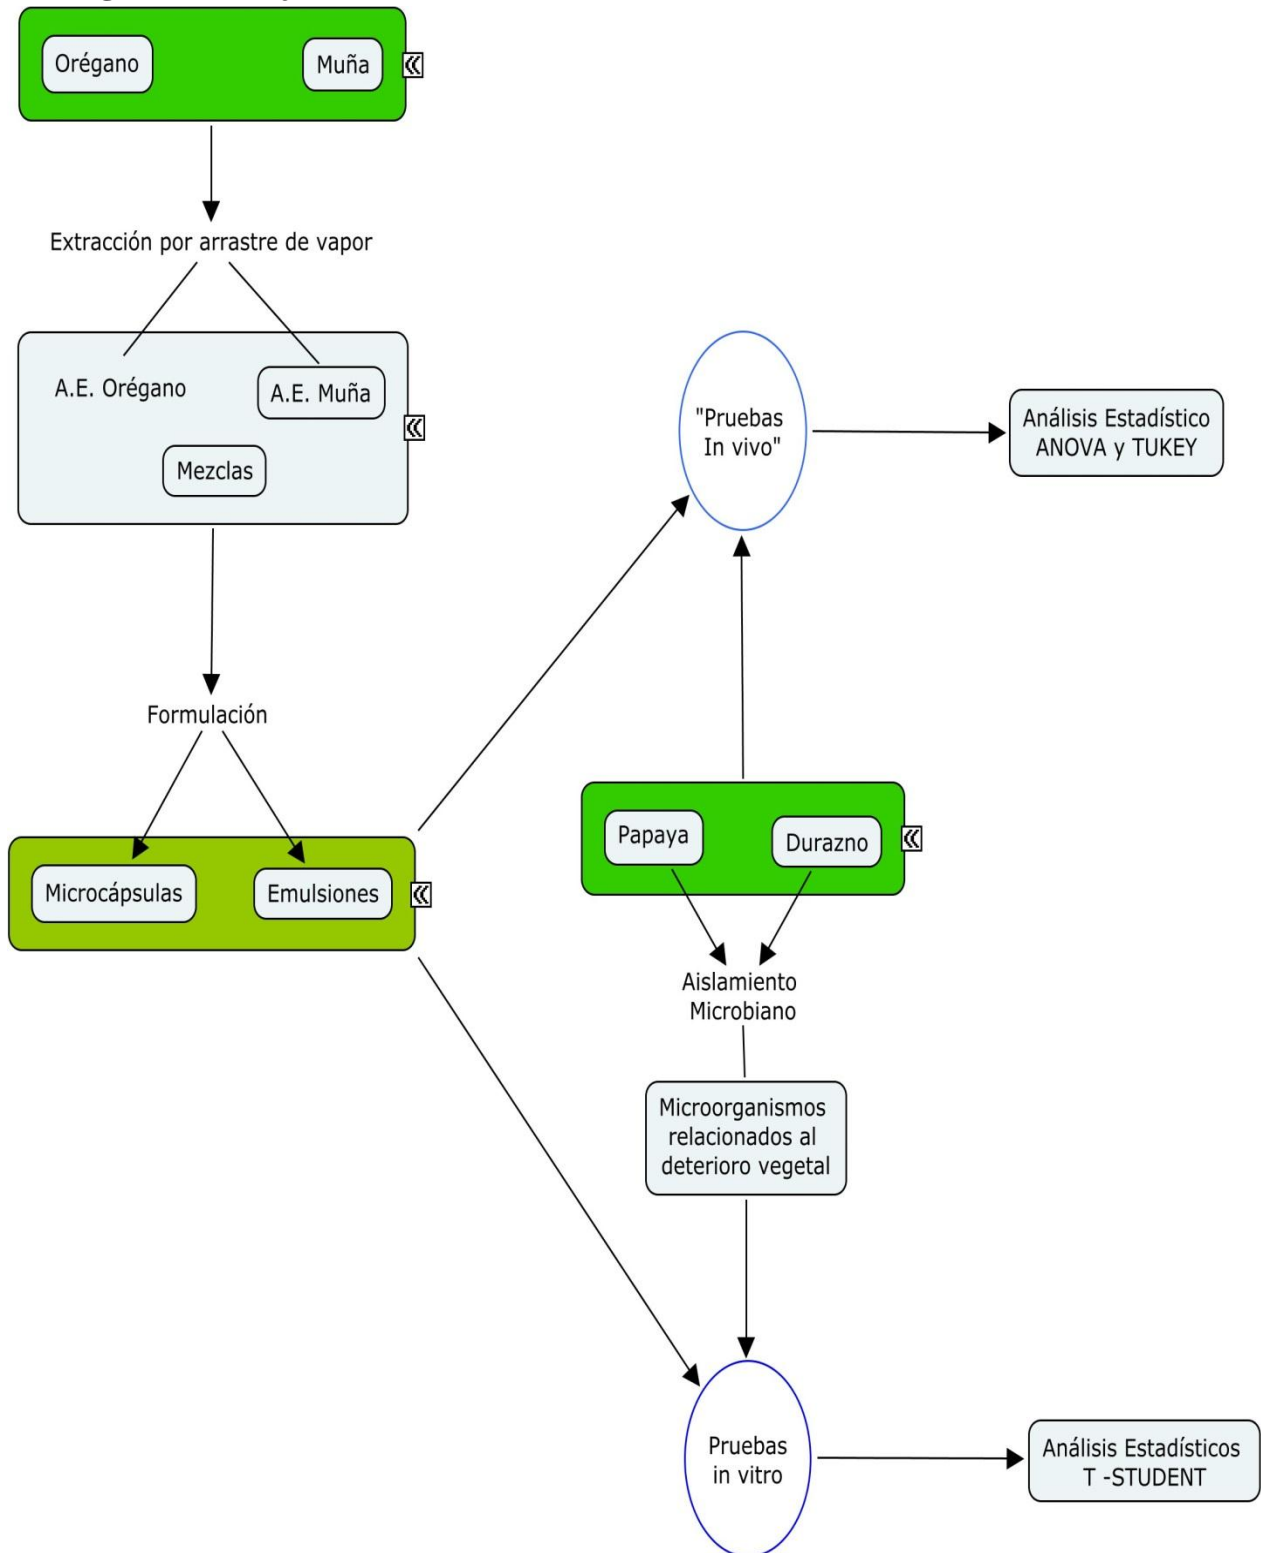 Orégano
Muña
Extracción por arrastre de vapor
A.E. Orégano
A.E. Muña
Mezclas
Formulación
Microcápsulas
Emulsiones
"Pruebas
In vivo"
Análisis Estadístico
ANOVA y TUKEY
Papaya
Durazno
Aislamiento
Microbiano
Microorganismos
relacionados al
deterioro vegetal
Pruebas
in vitro
Análisis Estadísticos
T -STUDENT